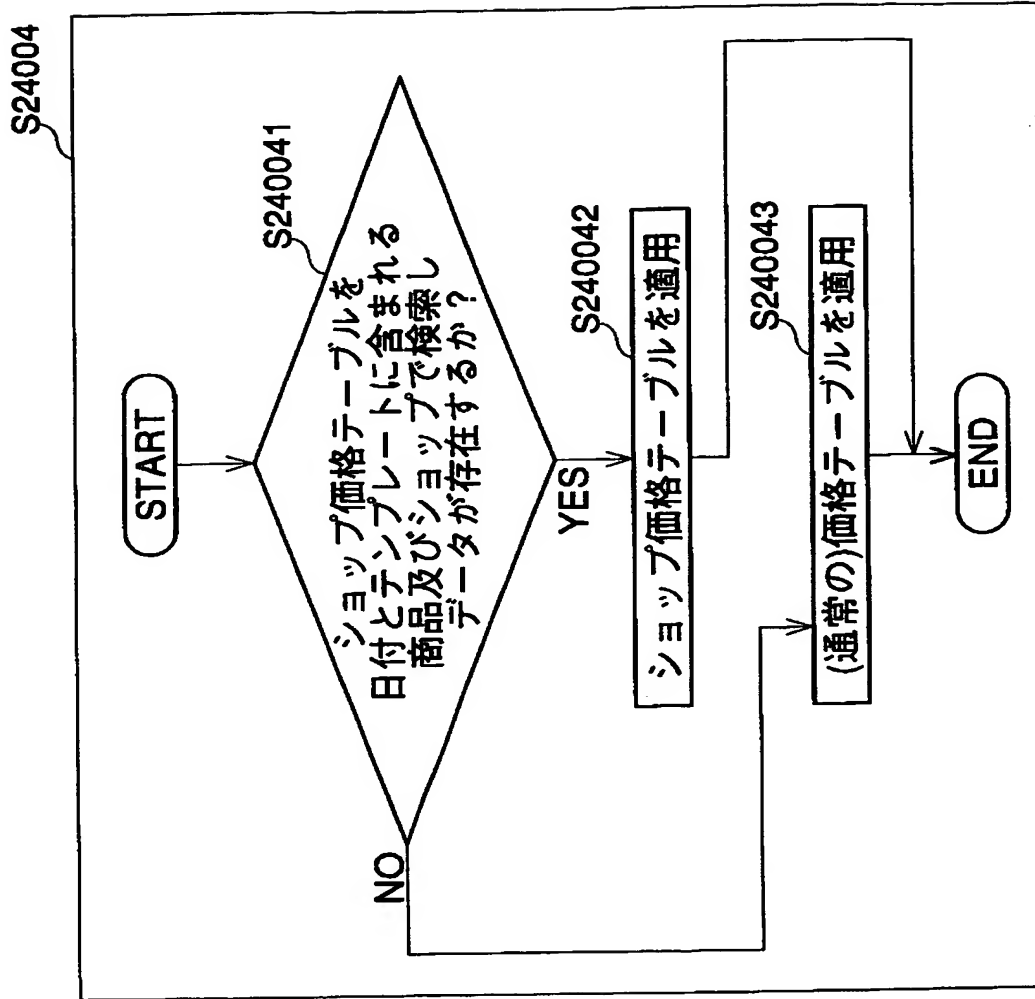 S24004
START
S240041
ショップ価格テーブルを
日付とテンプレートに含まれる
商品及びショップで検索し
データが存在するか?
NO
YES
S240042
ショップ価格テーブルを適用
S240043
(通常の)価格テーブルを適用
END